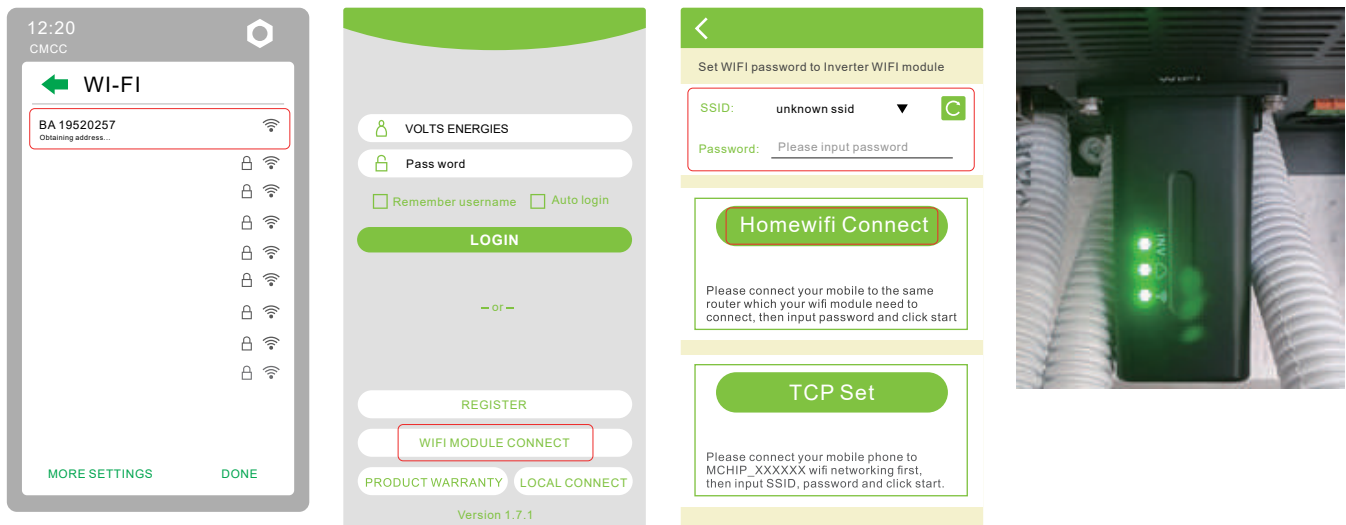 12:20
CMCC
WI-FI
BA 19520257
Obtaining address...
MORE SETTINGS
DONE
VOLTS ENERGIES
Pass word
Remember username
Auto login
LOGIN
or
REGISTER
WIFI MODULE CONNECT
PRODUCT WARRANTY
LOCAL CONNECT
Version 1.7.1
Set WIFI password to Inverter WIFI module
SSID:
unknown ssid
Password:
Please input password
Homewifi Connect
Please connect your mobile to the same
router which your wifi module need to
connect, then input password and click start
TCP Set
Please connect your mobile phone to
MCHIP_XXXXXX wifi networking first,
then input SSID, password and click start.
WIFI
INV